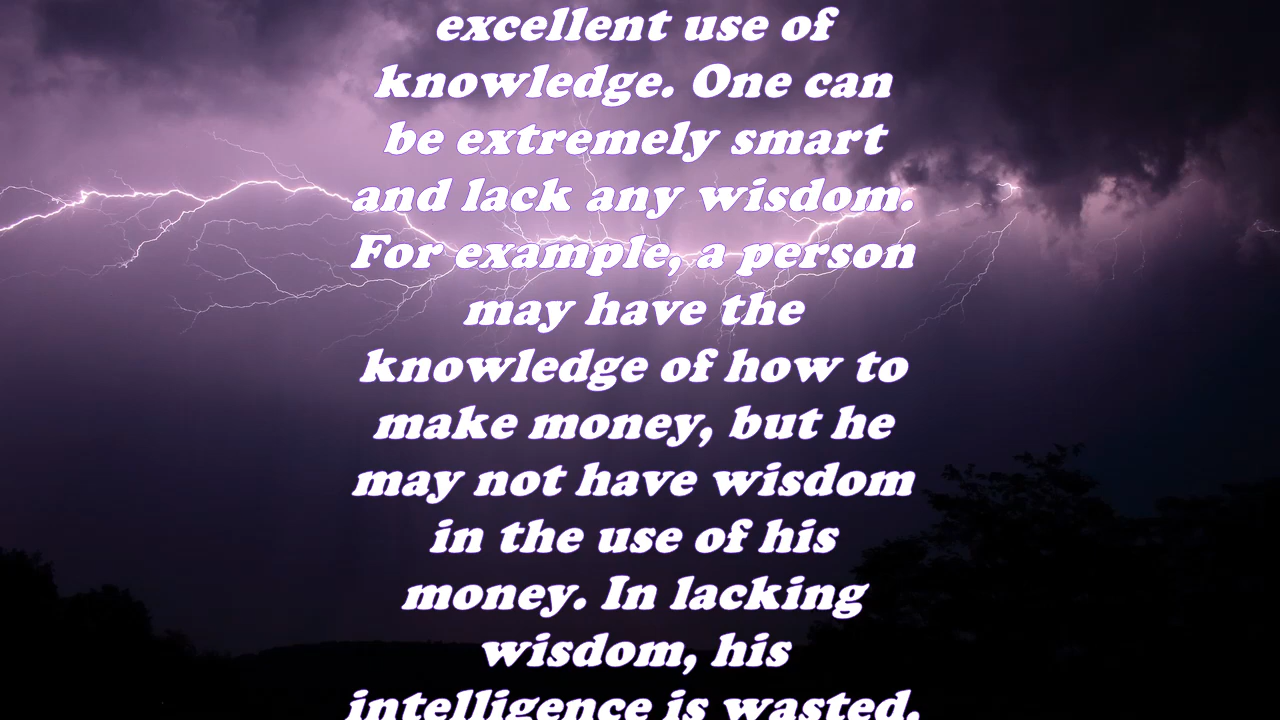 excellent use of
knowledge. One can
be extremely smart
and lack any wisdom.
For example, a person
may have the
knowledge of how to
make money, but he
may not have wisdom
in the use of his
money. In lacking
wisdom, his
intelligence is wasted.